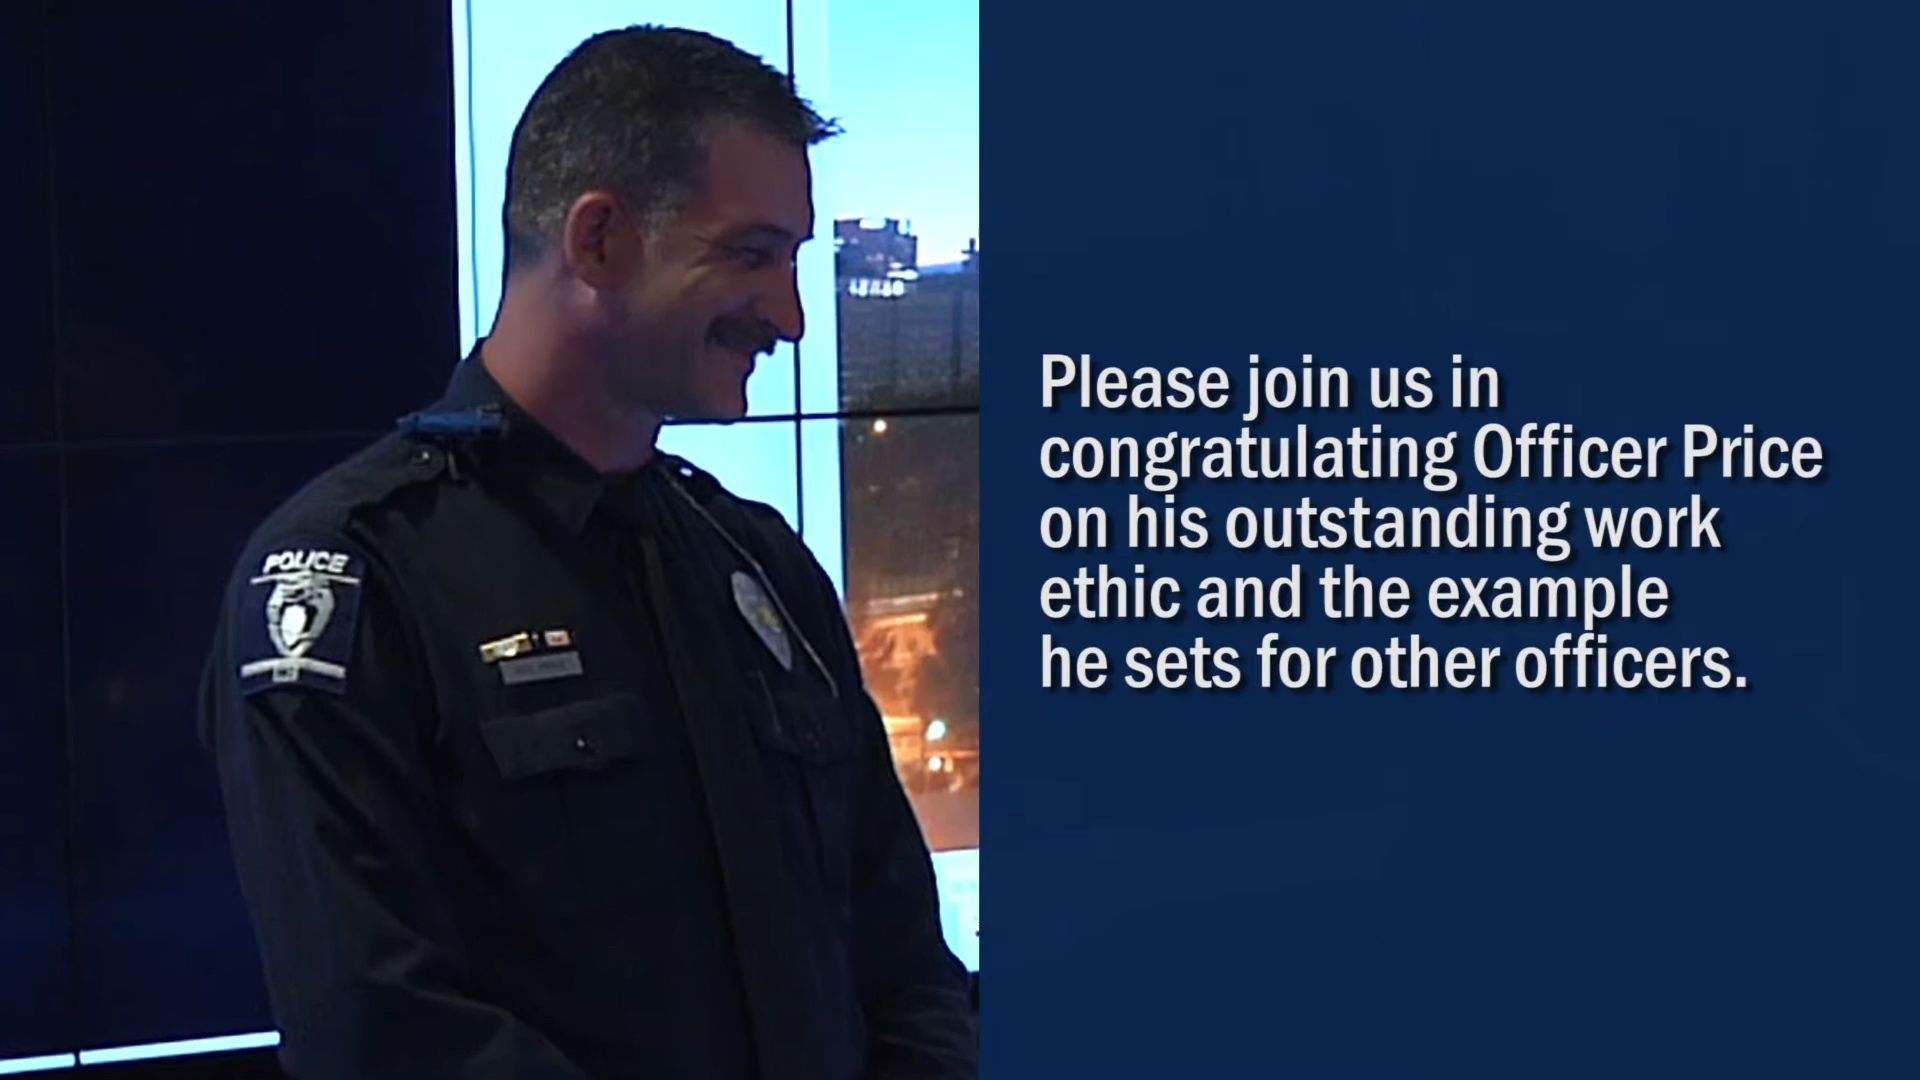 POLICE
Please join us in
congratulating Officer Price
on his outstanding work
ethic and the example
he sets for other officers.